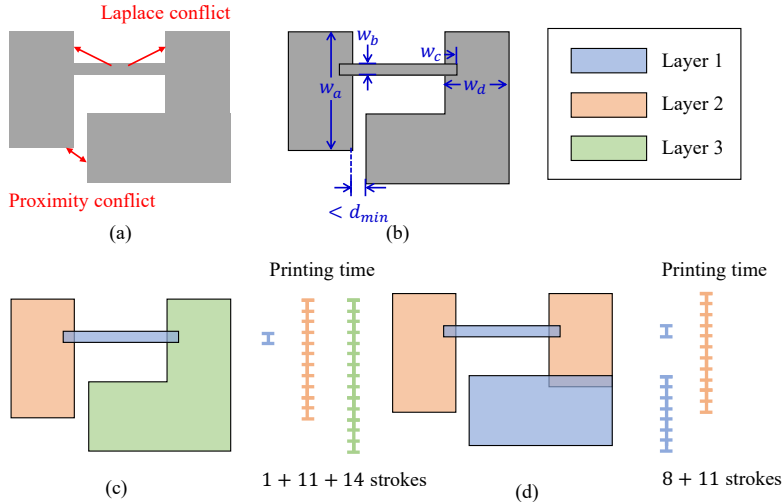 Laplace conflict
Proximity conflict
(a)
w_a
w_b
w_c
w_d
< d_min
(b)
Layer 1
Layer 2
Layer 3
Printing time
1 + 11 + 14 strokes
(c)
Printing time
8 + 11 strokes
(d)